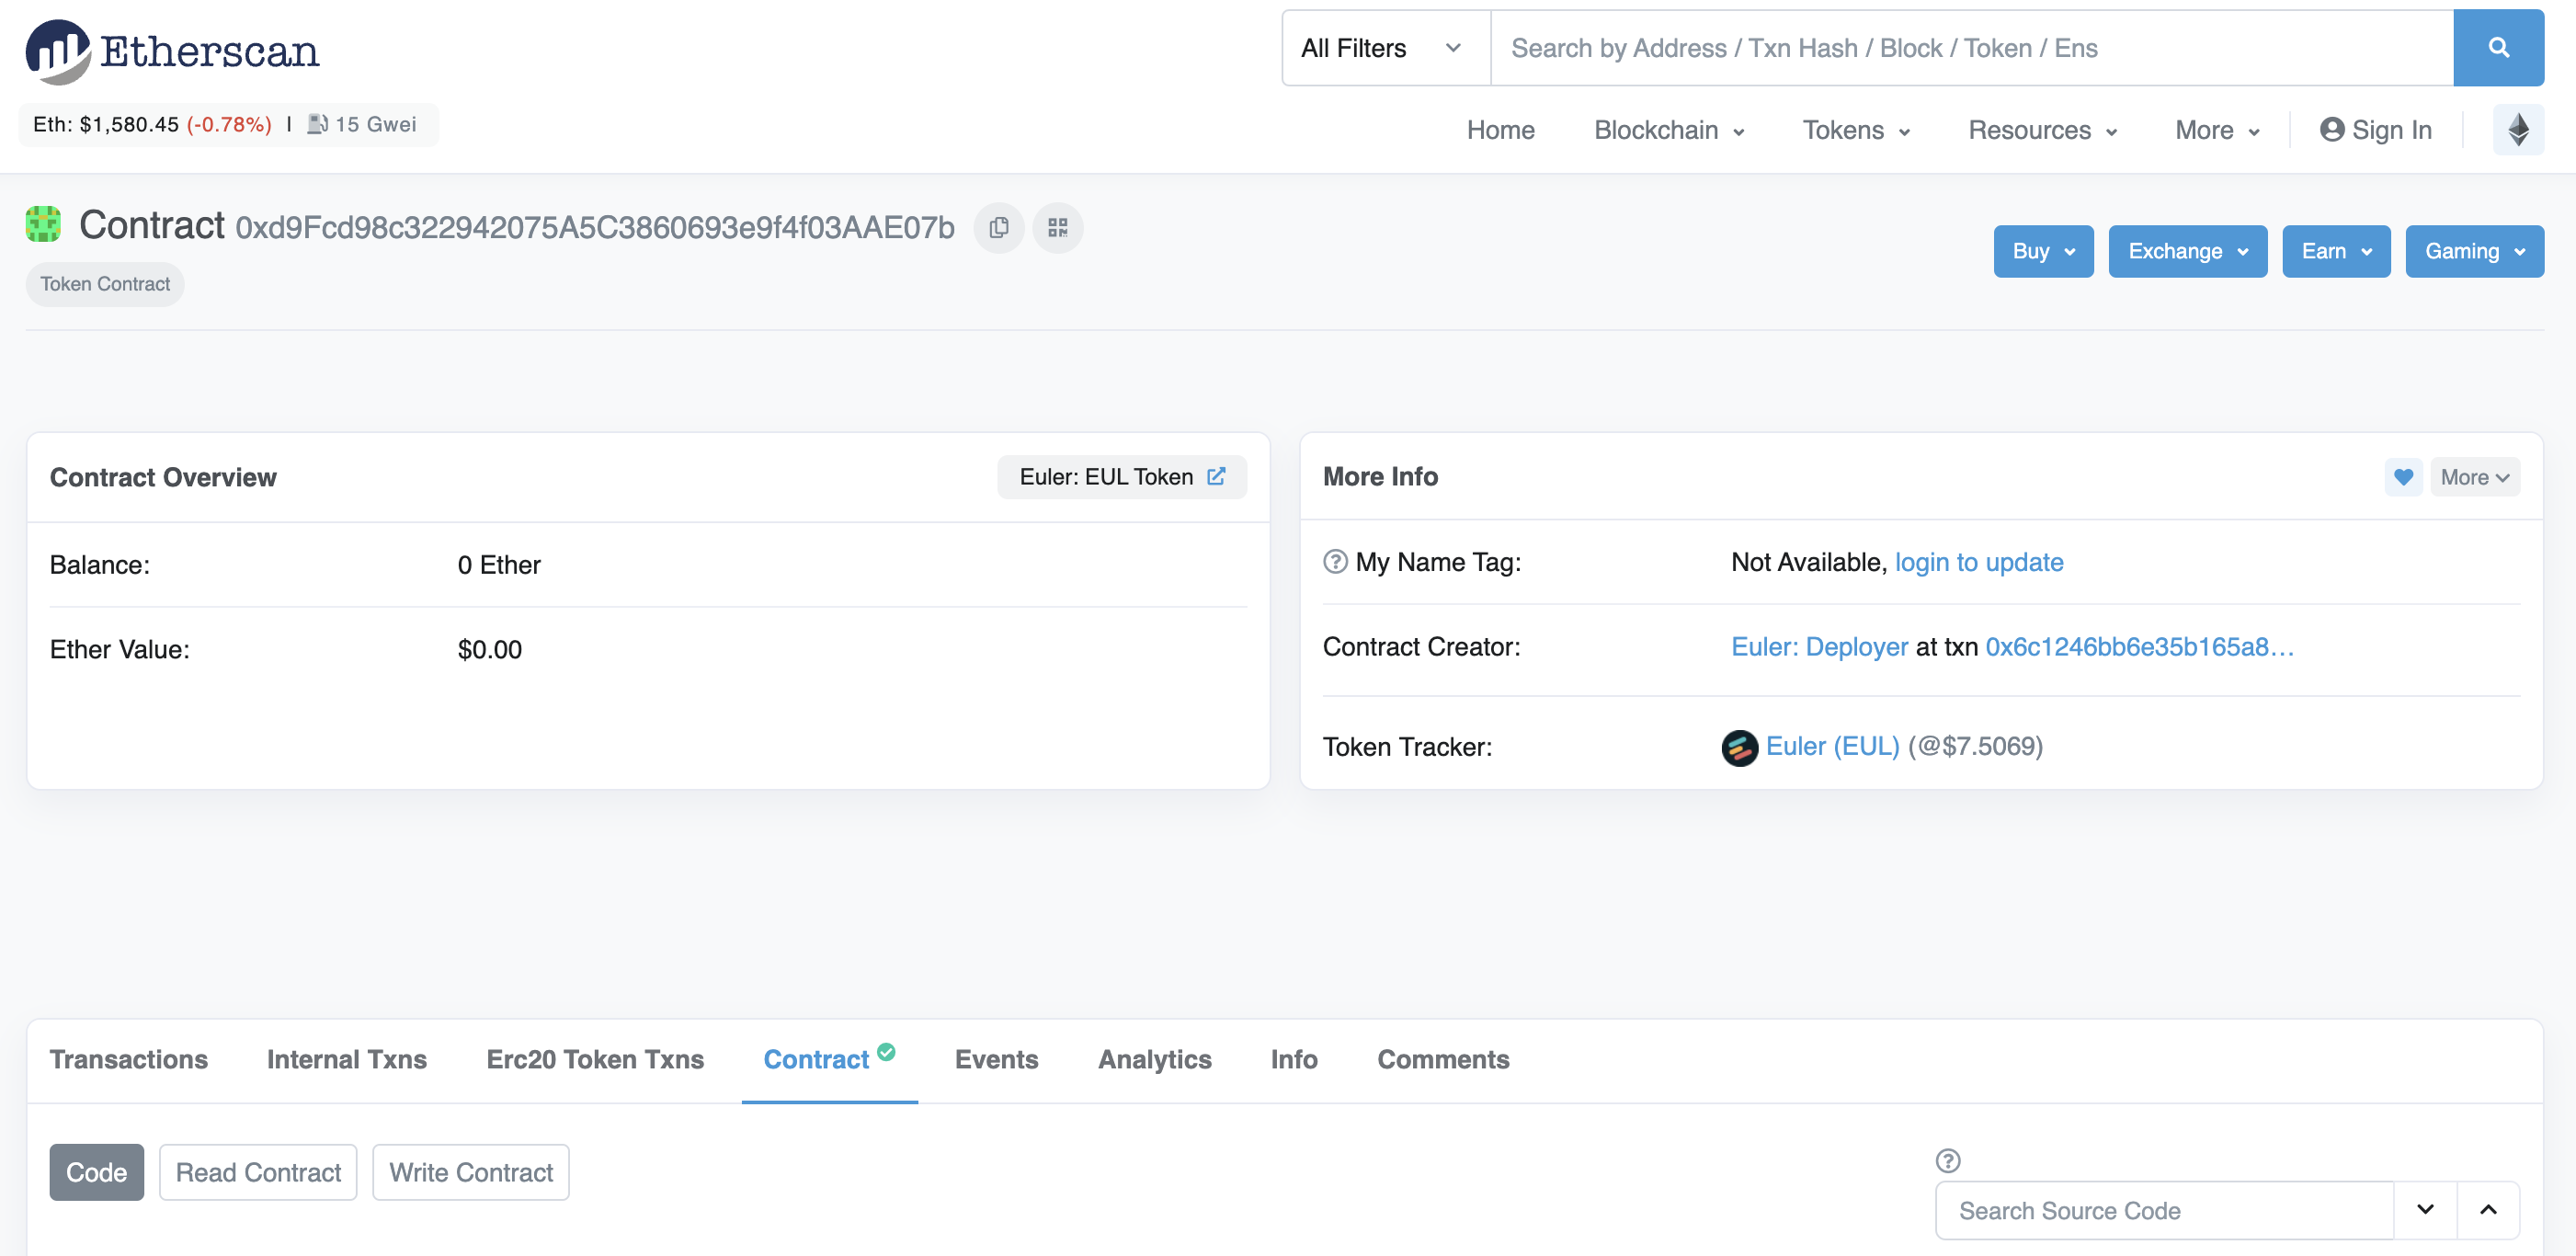 Etherscan
All Filters
Search by Address / Txn Hash / Block / Token / Ens
Eth: $1,580.45 (-0.78%) | 15 Gwei
Home Blockchain Tokens Resources More Sign In
Contract 0xd9Fcd98c322942075A5C3860693e9f4f03AAE07b
Token Contract
Buy Exchange Earn Gaming
Contract Overview
Euler: EUL Token
Balance: 0 Ether
Ether Value: $0.00
More Info
More
My Name Tag: Not Available, login to update
Contract Creator: Euler: Deployer at txn 0x6c1246bb6e35b165a8...
Token Tracker: Euler (EUL) (@$7.5069)
Transactions Internal Txns Erc20 Token Txns Contract Events Analytics Info Comments
Code Read Contract Write Contract
Search Source Code